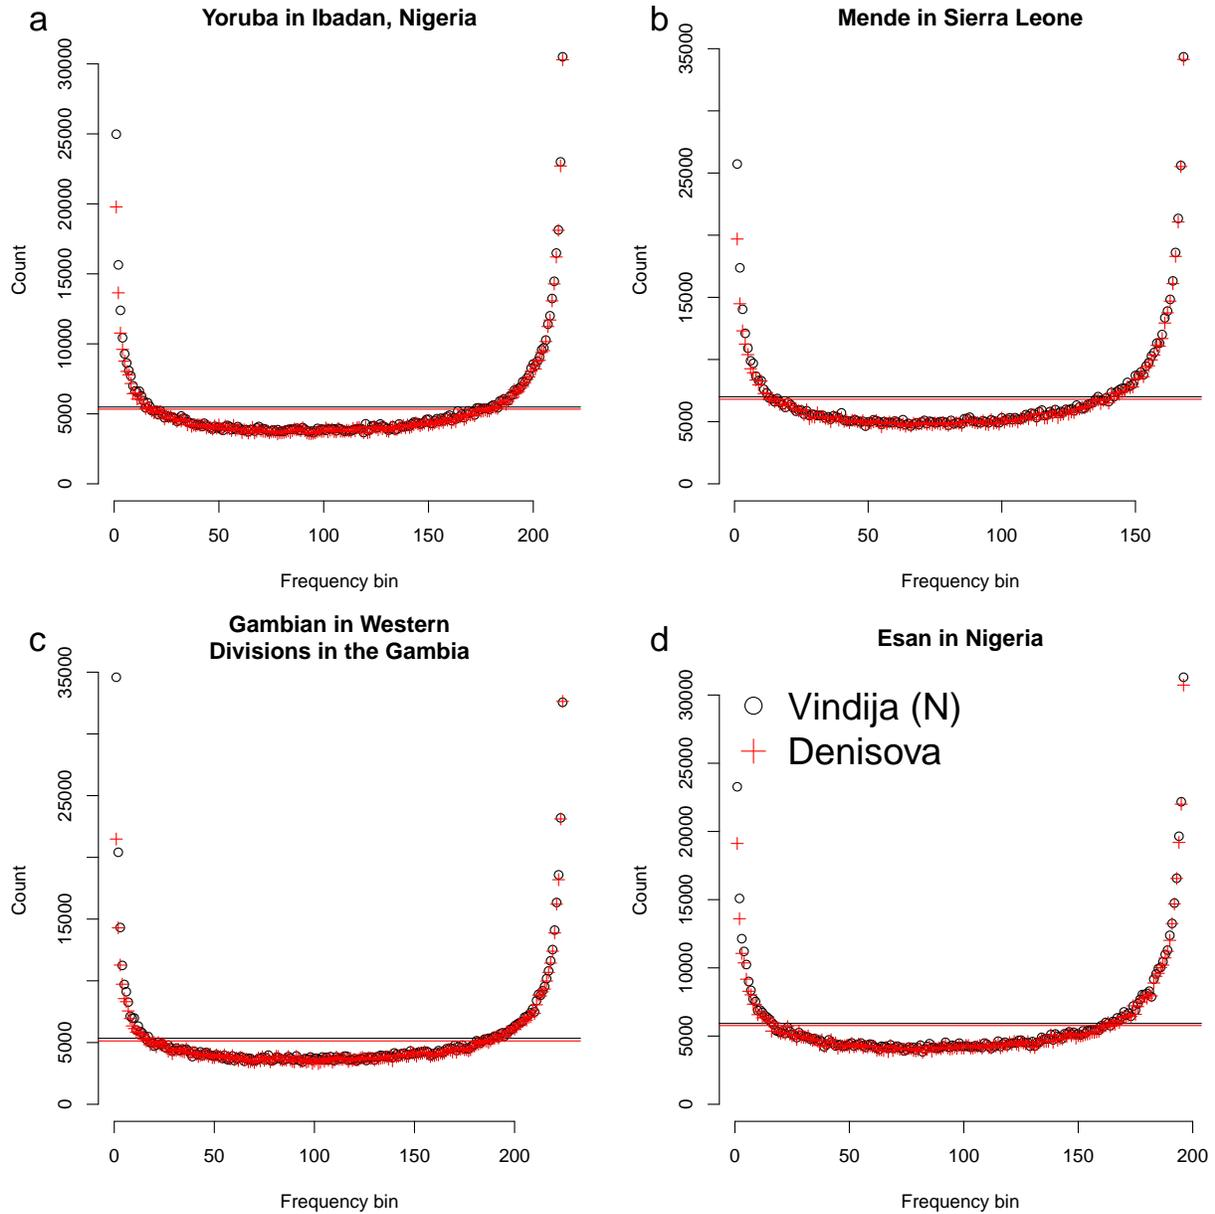 a
Yoruba in Ibadan, Nigeria
Count
0
5000
10000
15000
20000
25000
30000
0 50 100 150 200
Frequency bin
b
Mende in Sierra Leone
Count
0
5000
15000
25000
35000
0 50 100 150
Frequency bin
c
Gambian in Western
Divisions in the Gambia
Count
0
5000
15000
25000
35000
0 50 100 150 200
Frequency bin
d
Esan in Nigeria
Vindija (N)
Denisova
Count
0
5000
10000
15000
20000
25000
30000
0 50 100 150 200
Frequency bin